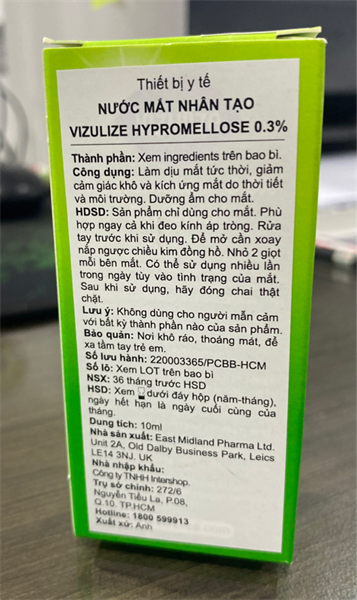 Thiết bị y tế
NƯỚC MẮT NHÂN TẠO
VIZULIZE HYPROMELLOSE 0.3%
Thành phần: Xem ingredients trên bao bì.
Công dụng: Làm dịu mắt tức thời, giảm
cảm giác khô và kích ứng mắt do thời tiết
và môi trường. Dưỡng ẩm cho mắt.
HDSD: Sản phẩm chỉ dùng cho mắt. Phù
hợp ngay cả khi đeo kính áp tròng. Rửa
tay trước khi sử dụng. Để mở cần xoay
nắp ngược chiều kim đồng hồ. Nhỏ 2 giọt
mỗi bên mắt. Có thể sử dụng nhiều lần
trong ngày tùy vào tình trạng của mắt.
Sau khi sử dụng, hãy đóng chai thật
chặt.
Lưu ý: Không dùng cho người mẫn cảm
với bất kỳ thành phần nào của sản phẩm.
Bảo quản: Nơi khô ráo, thoáng mát, để
xa tầm tay trẻ em.
Số lưu hành: 220003365/PCBB-HCM
Số lô: Xem LOT trên bao bì
NSX: 36 tháng trước HSD
HSD: Xem dưới đáy hộp (năm-tháng),
ngày hết hạn là ngày cuối cùng của
tháng.
Dung tích: 10ml
Nhà sản xuất: East Midland Pharma Ltd.
Unit 2A, Old Dalby Business Park, Leics
LE14 3NJ. UK
Nhà nhập khẩu:
Công ty TNHH Intershop.
Trụ sở chính: 272/6
Nguyễn Tiểu La, P.08,
Q.10. TP.HCM
Hotline: 1800 599913
Xuất xứ: Anh